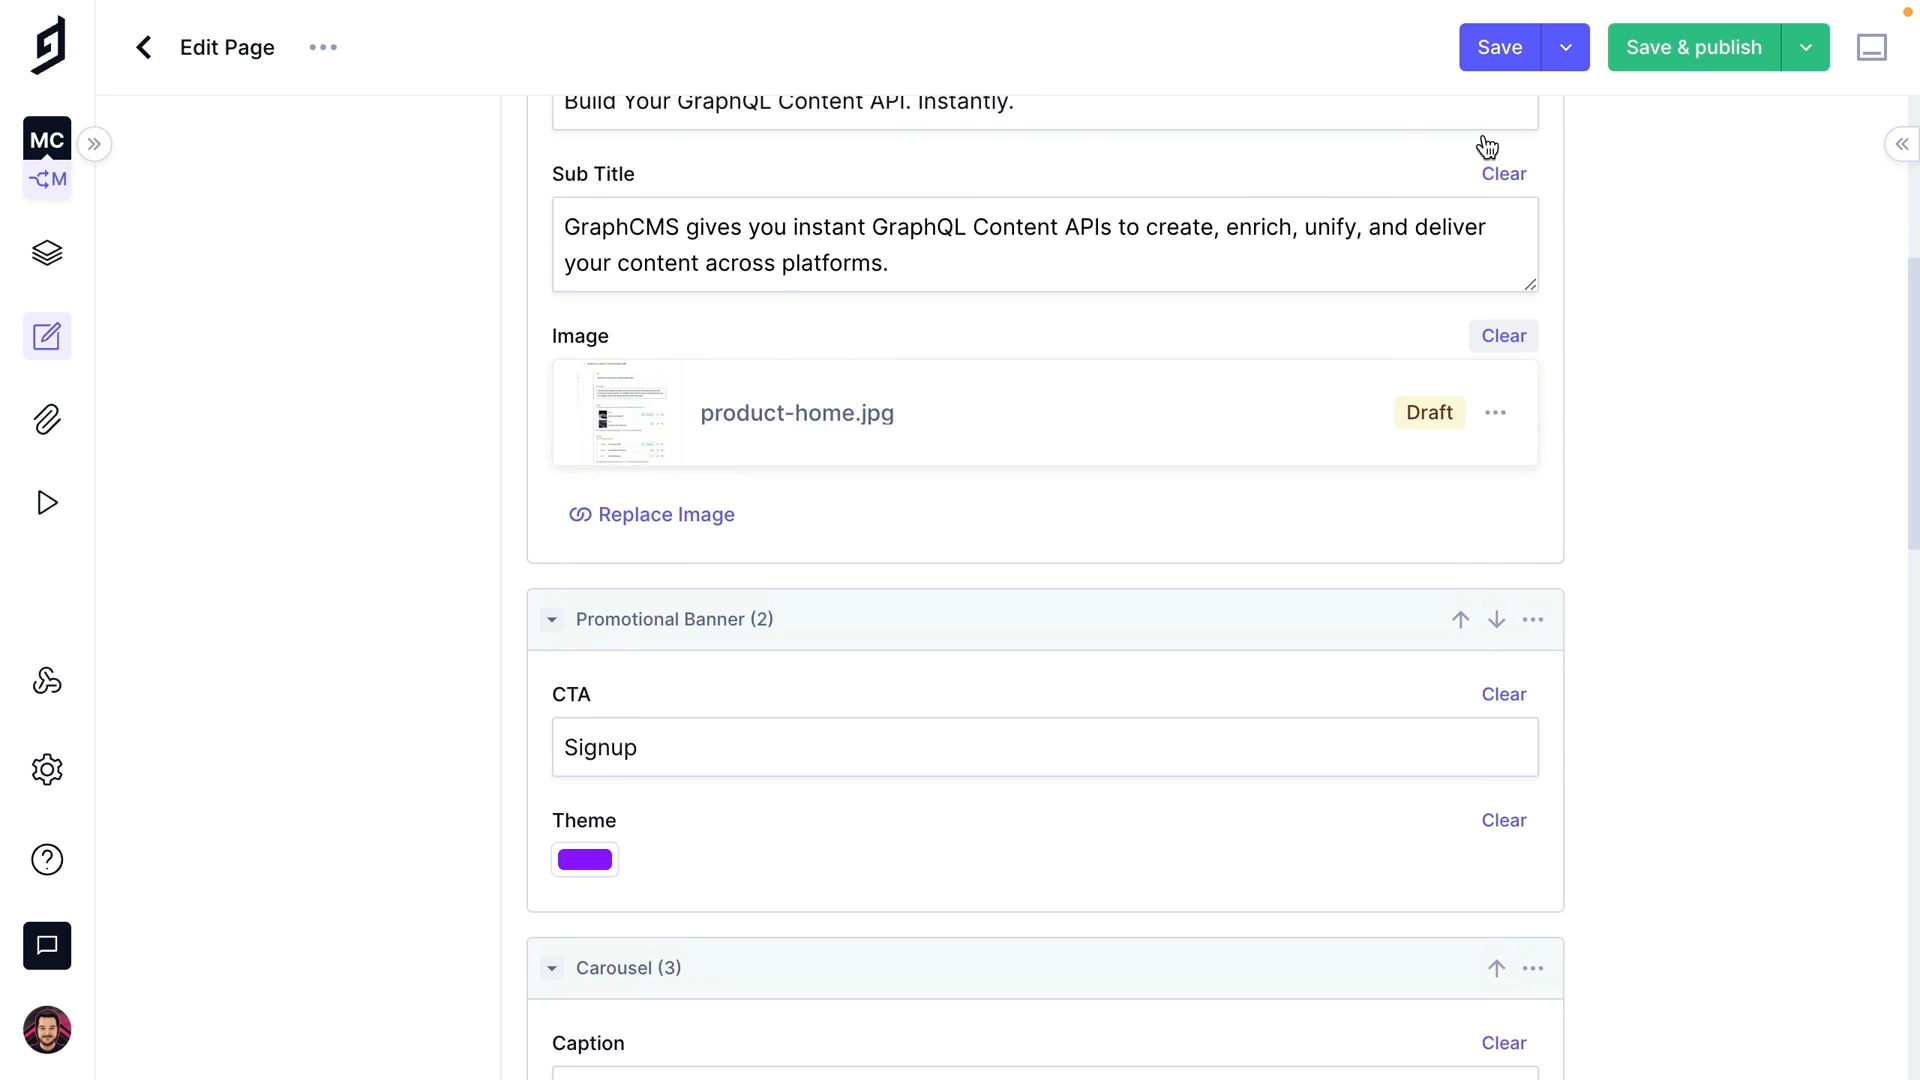 Edit Page
Save
Save & publish
MC
M
Build Your GraphQL Content API. Instantly.
Sub Title
Clear
GraphCMS gives you instant GraphQL Content APIs to create, enrich, unify, and deliver
your content across platforms.
Image
Clear
product-home.jpg
Draft
Replace Image
Promotional Banner (2)
CTA
Clear
Signup
Theme
Clear
Carousel (3)
Caption
Clear